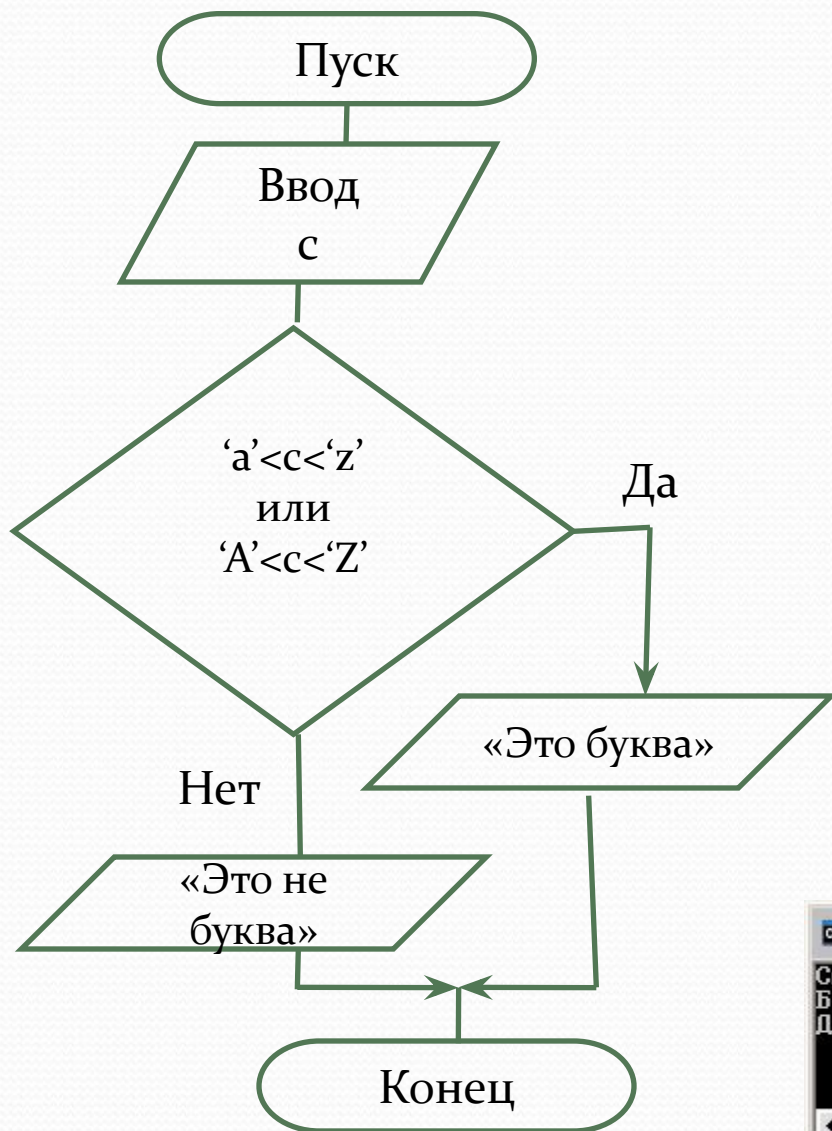 Пуск
Ввод
c
‘a’<c<‘z’
или
‘A’<c<‘Z’
Да
«Это буква»
Нет
«Это не
буква»
Конец